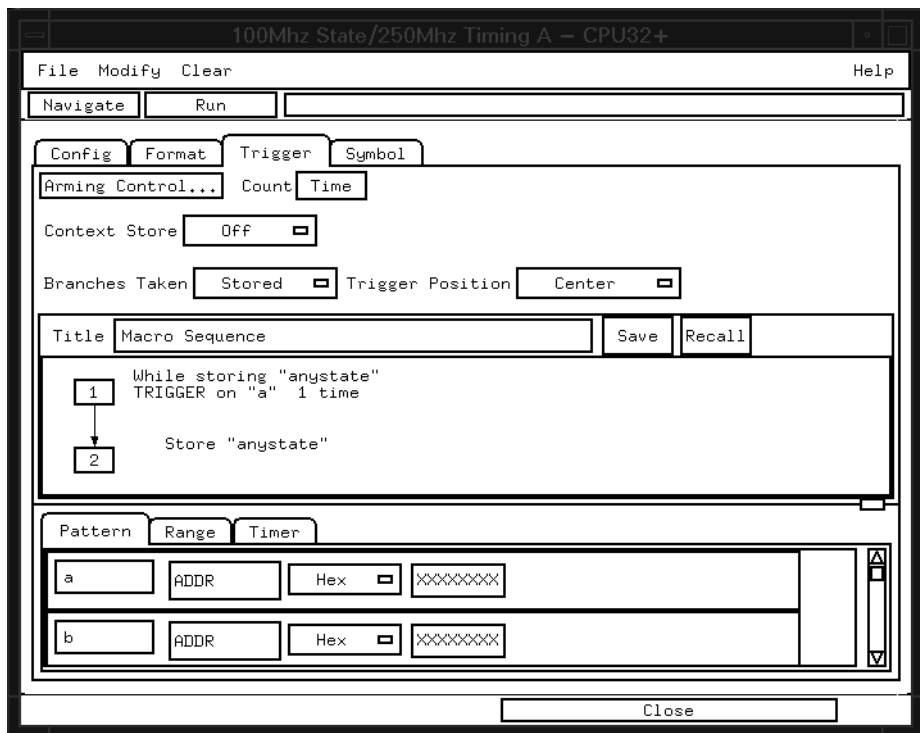 100Mhz State/250Mhz Timing A – CPU32+
File Modify Clear Help
Navigate Run
Config Format Trigger Symbol
Arming Control... Count Time
Context Store Off
Branches Taken Stored Trigger Position Center
Title Macro Sequence Save Recall
While storing "anystate"
1 TRIGGER on "a" 1 time
Store "anystate"
2
Pattern Range Timer
a ADDR Hex XXXXXXXX
b ADDR Hex XXXXXXXX
Close